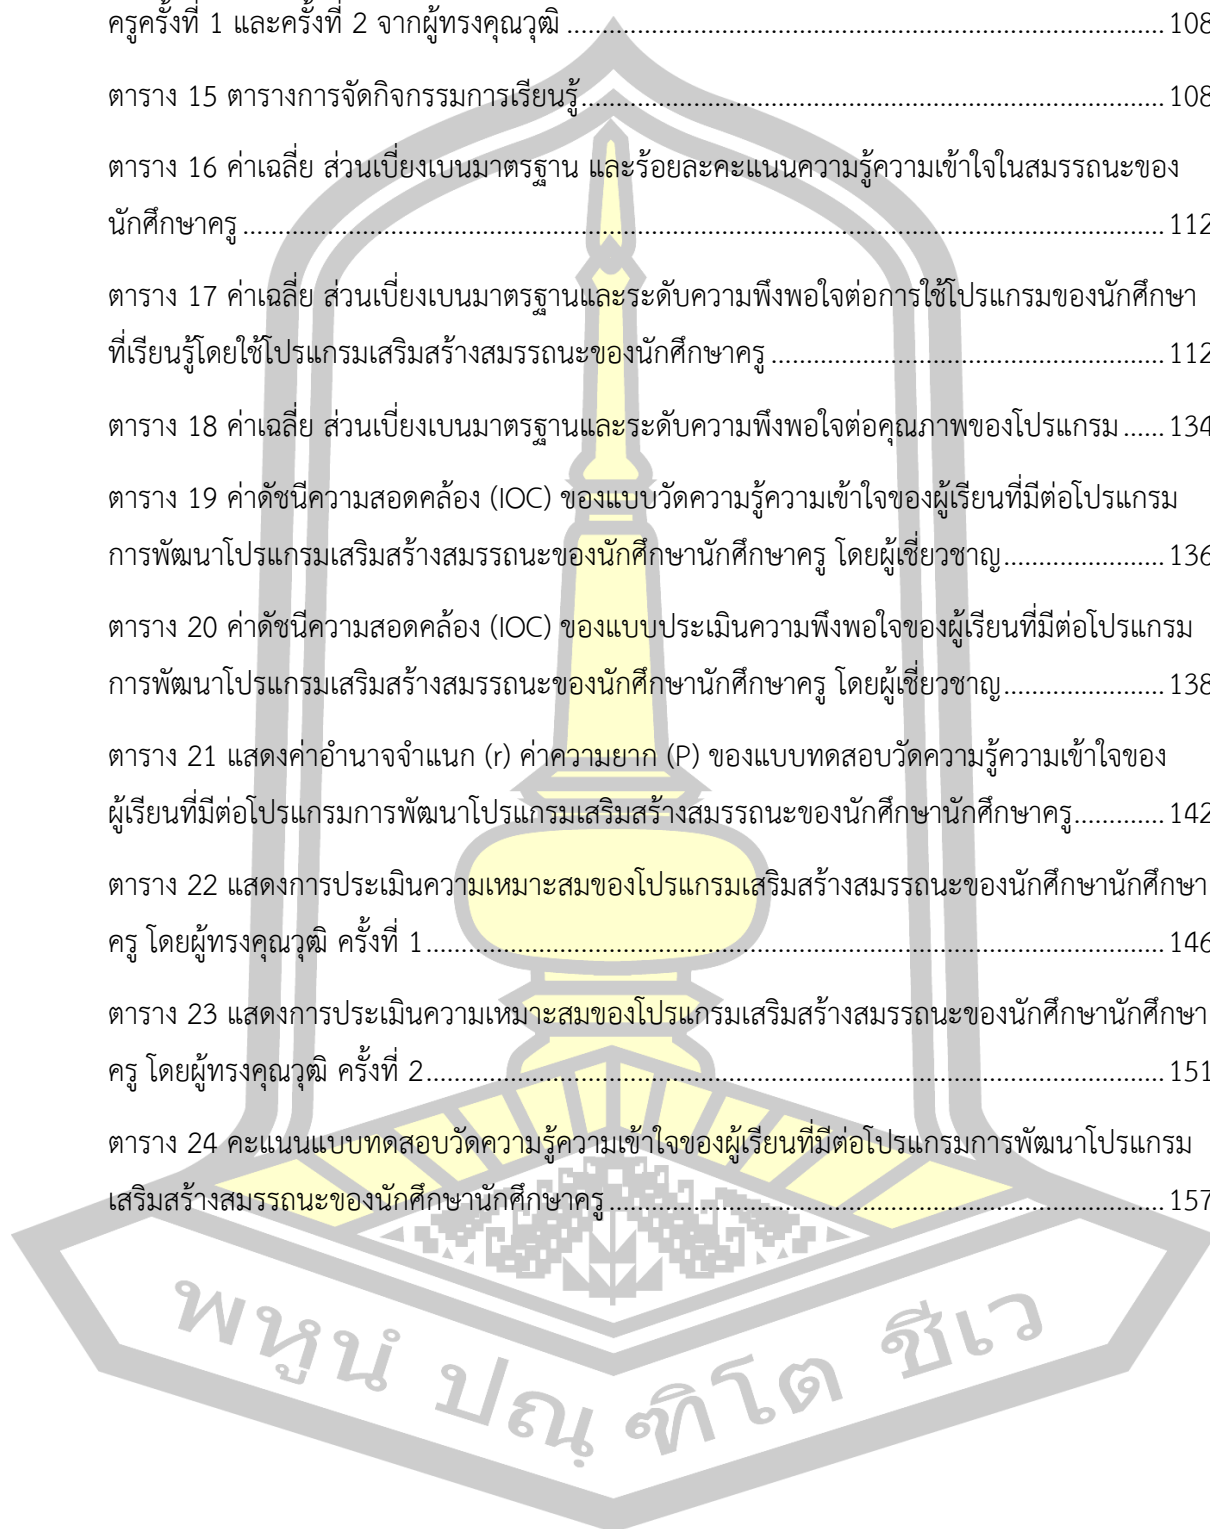 ครูครั้งที่ 1 และครั้งที่ 2 จากผู้ทรงคุณวุฒิ ........................................................................................ 108
ตาราง 15 ตารางการจัดกิจกรรมการเรียนรู้...................................................................................... 108
ตาราง 16 ค่าเฉลี่ย ส่วนเบี่ยงเบนมาตรฐาน และร้อยละคะแนนความรู้ความเข้าใจในสมรรถนะของ
นักศึกษาครู ........................................................................................................................................ 112
ตาราง 17 ค่าเฉลี่ย ส่วนเบี่ยงเบนมาตรฐานและระดับความพึงพอใจต่อการใช้โปรแกรมของนักศึกษา
ที่เรียนรู้โดยใช้โปรแกรมเสริมสร้างสมรรถนะของนักศึกษาครู .......................................................... 112
ตาราง 18 ค่าเฉลี่ย ส่วนเบี่ยงเบนมาตรฐานและระดับความพึงพอใจต่อคุณภาพของโปรแกรม ...... 134
ตาราง 19 ค่าดัชนีความสอดคล้อง (IOC) ของแบบวัดความรู้ความเข้าใจของผู้เรียนที่มีต่อโปรแกรม
การพัฒนาโปรแกรมเสริมสร้างสมรรถนะของนักศึกษานักศึกษาครู โดยผู้เชี่ยวชาญ....................... 136
ตาราง 20 ค่าดัชนีความสอดคล้อง (IOC) ของแบบประเมินความพึงพอใจของผู้เรียนที่มีต่อโปรแกรม
การพัฒนาโปรแกรมเสริมสร้างสมรรถนะของนักศึกษานักศึกษาครู โดยผู้เชี่ยวชาญ....................... 138
ตาราง 21 แสดงค่าอำนาจจำแนก (r) ค่าความยาก (P) ของแบบทดสอบวัดความรู้ความเข้าใจของ
ผู้เรียนที่มีต่อโปรแกรมการพัฒนาโปรแกรมเสริมสร้างสมรรถนะของนักศึกษานักศึกษาครู............. 142
ตาราง 22 แสดงการประเมินความเหมาะสมของโปรแกรมเสริมสร้างสมรรถนะของนักศึกษานักศึกษา
ครู โดยผู้ทรงคุณวุฒิ ครั้งที่ 1 ............................................................................................................. 146
ตาราง 23 แสดงการประเมินความเหมาะสมของโปรแกรมเสริมสร้างสมรรถนะของนักศึกษานักศึกษา
ครู โดยผู้ทรงคุณวุฒิ ครั้งที่ 2............................................................................................................. 151
ตาราง 24 คะแนนแบบทดสอบวัดความรู้ความเข้าใจของผู้เรียนที่มีต่อโปรแกรมการพัฒนาโปรแกรม
เสริมสร้างสมรรถนะของนักศึกษานักศึกษาครู .................................................................................. 157
พหูนํ ปณฺฑิโต ชีเว